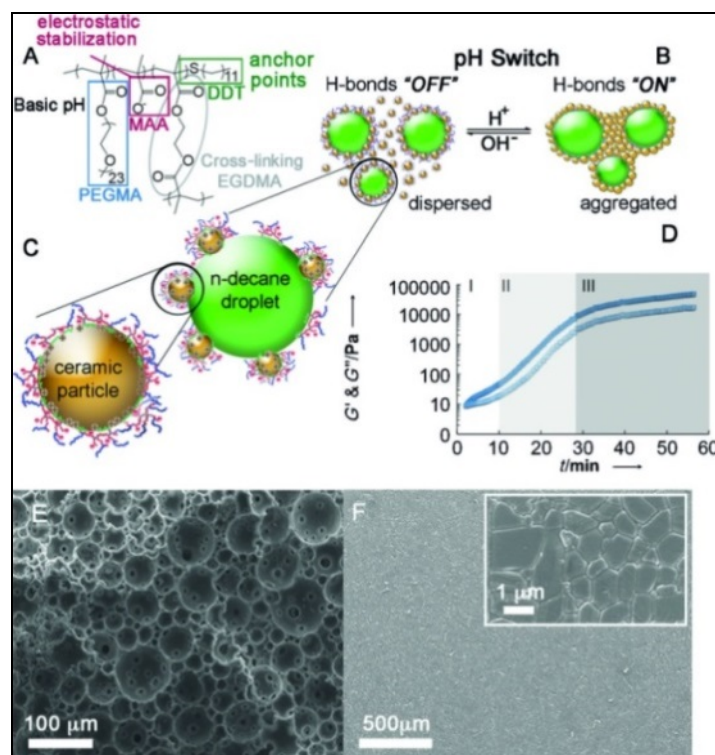 electrostatic
stabilization
A
S
11
anchor
points
DDT
Basic pH
O
O
O
O⁻
MAA
O
O
O
O
23
PEGMA
Cross-linking
EGDMA
pH Switch
B
H-bonds "OFF"
H-bonds "ON"
H⁺
OH⁻
dispersed
aggregated
C
n-decane
droplet
ceramic
particle
D
I
II
III
100000
10000
1000
100
10
0
10
20
30
40
50
60
G' & G''/Pa
t/min
E
100 µm
F
1 µm
500µm